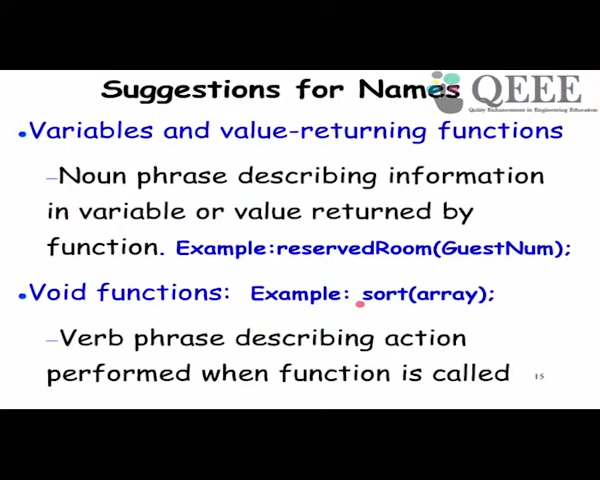 Suggestions for Names
QEEE
Quality Enhancement in Engineering Education
•Variables and value-returning functions
–Noun phrase describing information
in variable or value returned by
function. Example:reservedRoom(GuestNum);
•Void functions: Example: sort(array);
–Verb phrase describing action
performed when function is called
15